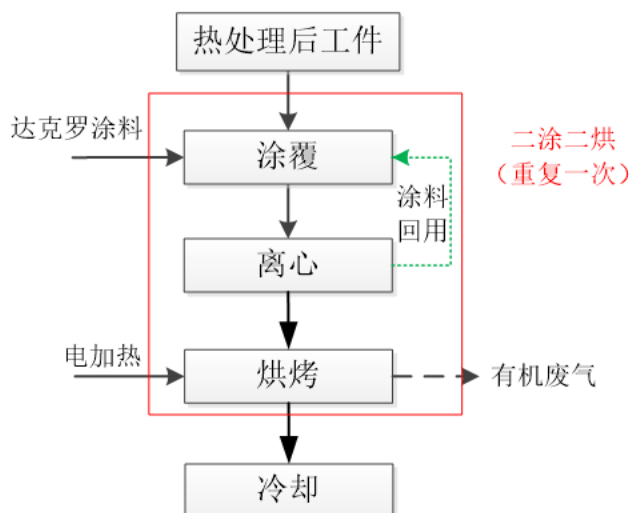 热处理后工件
达克罗涂料
涂覆
二涂二烘
（重复一次）
涂料
回用
离心
电加热
烘烤
有机废气
冷却